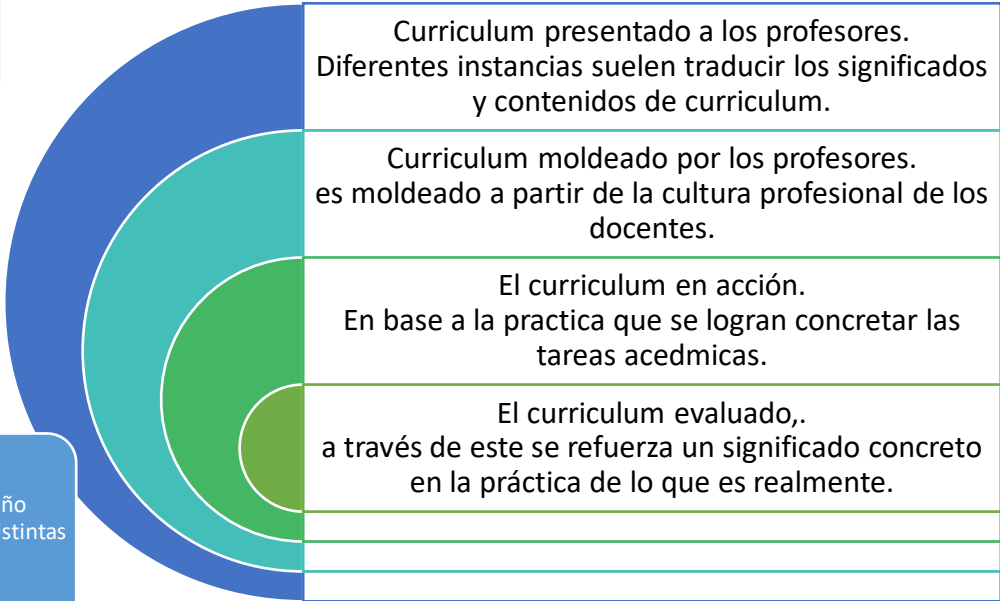 Curriculum presentado a los profesores.
Diferentes instancias suelen traducir los significados
y contenidos de curriculum.
Curriculum moldeado por los profesores.
es moldeado a partir de la cultura profesional de los
docentes.
El curriculum en acción.
En base a la practica que se logran concretar las
tareas acedmicas.
El curriculum evaluado,.
a través de este se refuerza un significado concreto
en la práctica de lo que es realmente.
ño
stintas